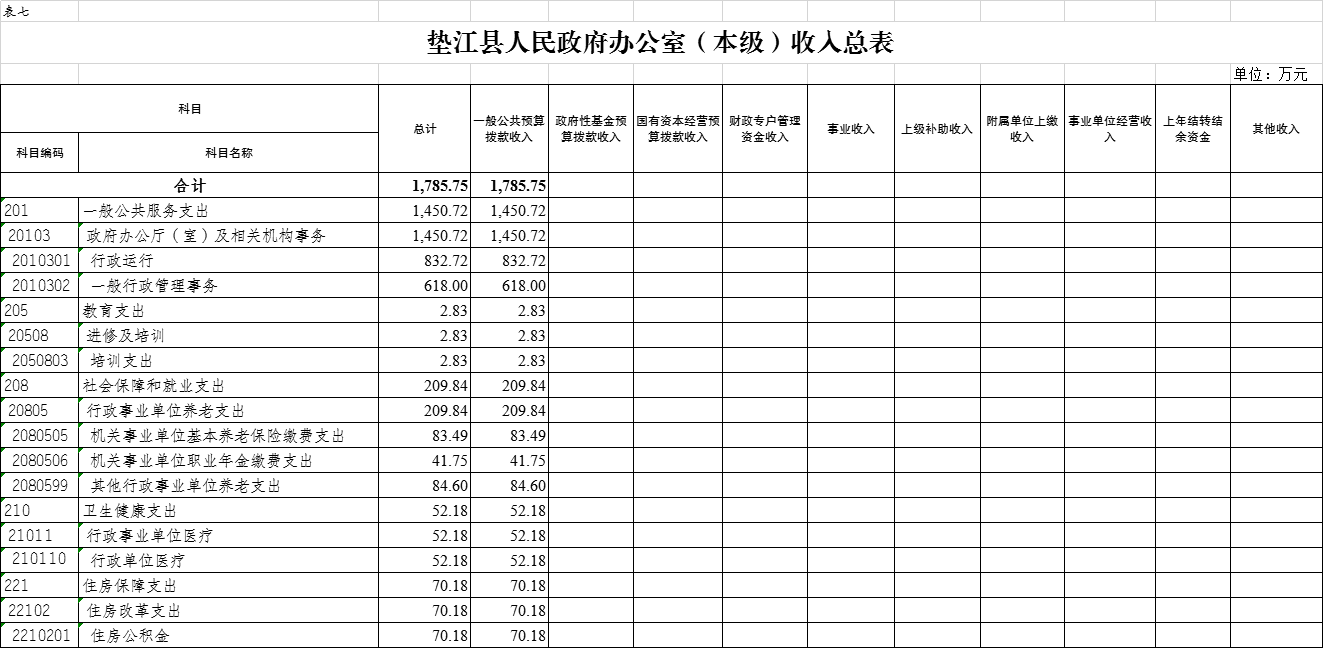 表七
垫江县人民政府办公室（本级）收入总表
单位：万元
科目 总计 一般公共预算拨款收入 政府性基金预算拨款收入 国有资本经营预算拨款收入 财政专户管理资金收入 事业收入 上级补助收入 附属单位上缴收入 事业单位经营收入 上年结转结余资金 其他收入
科目编码 科目名称
合计 1,785.75 1,785.75
201 一般公共服务支出 1,450.72 1,450.72
20103 政府办公厅（室）及相关机构事务 1,450.72 1,450.72
2010301 行政运行 832.72 832.72
2010302 一般行政管理事务 618.00 618.00
205 教育支出 2.83 2.83
20508 进修及培训 2.83 2.83
2050803 培训支出 2.83 2.83
208 社会保障和就业支出 209.84 209.84
20805 行政事业单位养老支出 209.84 209.84
2080505 机关事业单位基本养老保险缴费支出 83.49 83.49
2080506 机关事业单位职业年金缴费支出 41.75 41.75
2080599 其他行政事业单位养老支出 84.60 84.60
210 卫生健康支出 52.18 52.18
21011 行政事业单位医疗 52.18 52.18
210110 行政单位医疗 52.18 52.18
221 住房保障支出 70.18 70.18
22102 住房改革支出 70.18 70.18
2210201 住房公积金 70.18 70.18